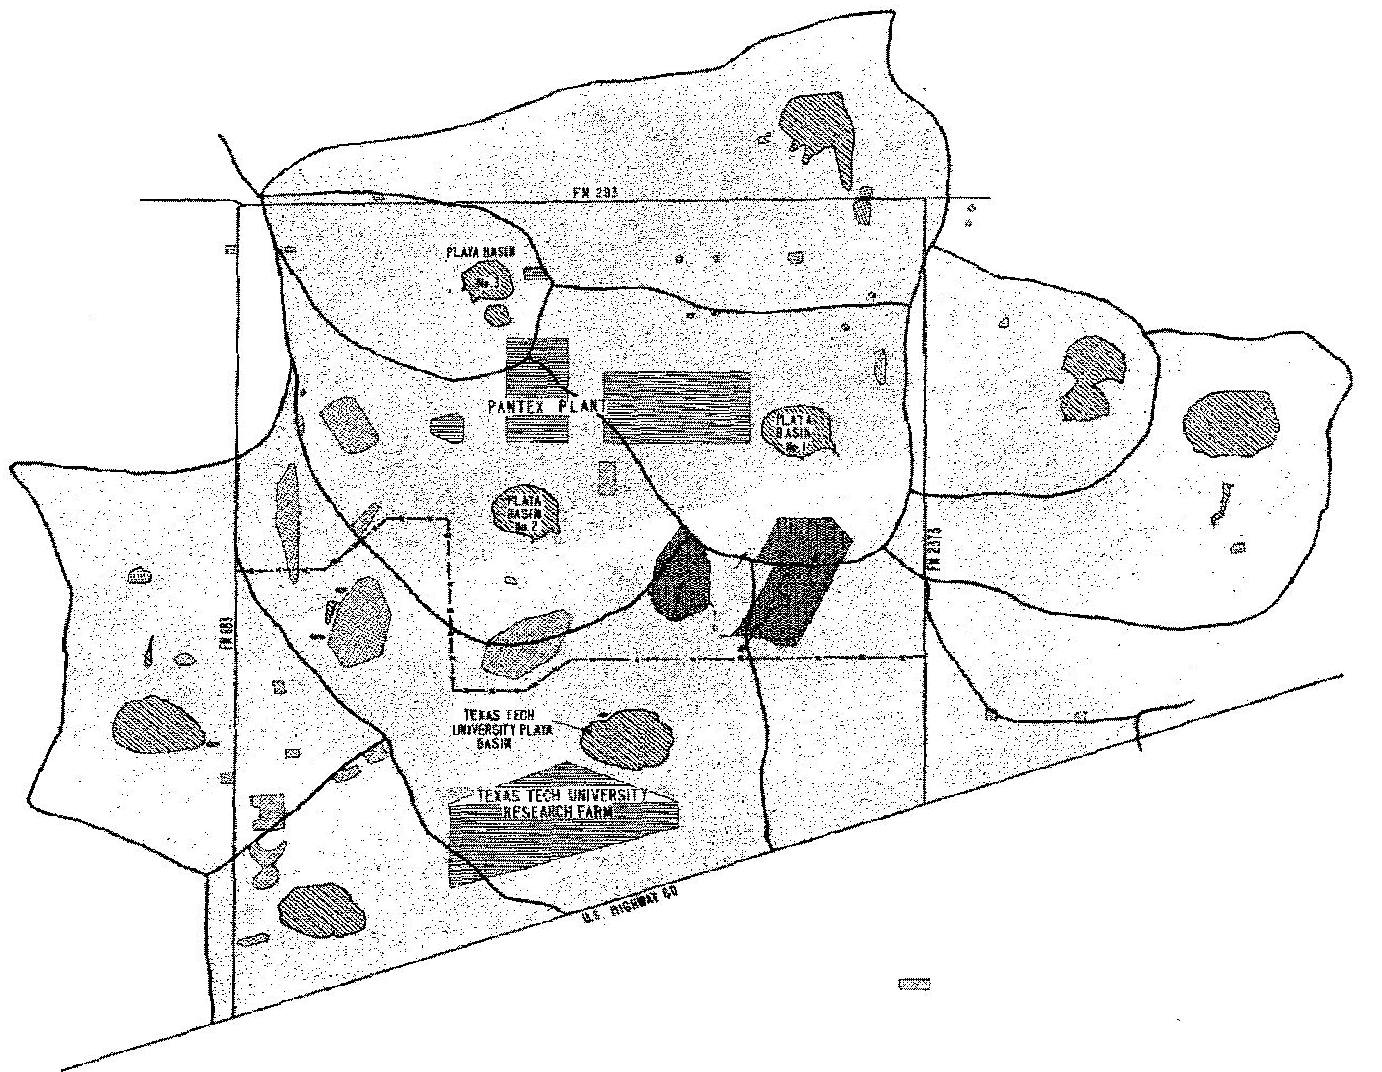 FM 293
PLAYA BASIN
No. 3
PANTEX PLANT
PLAYA
BASIN
No. 1
PLAYA
BASIN
No. 2
FM 2373
FM 683
TEXAS TECH
UNIVERSITY PLAYA
BASIN
TEXAS TECH UNIVERSITY
RESEARCH FARM
U.S. HIGHWAY 60